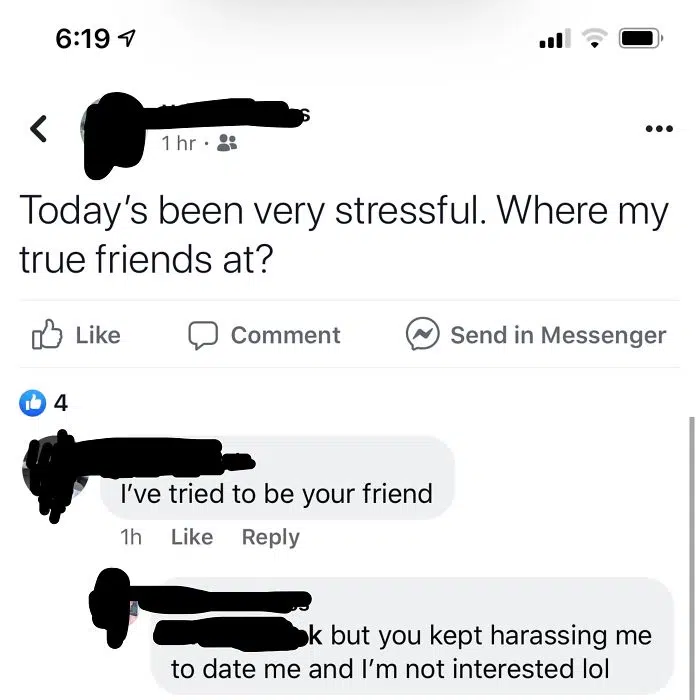 6:19
1 hr ·
Today's been very stressful. Where my
true friends at?
Like Comment Send in Messenger
4
I've tried to be your friend
1h Like Reply
but you kept harassing me
to date me and I'm not interested lol